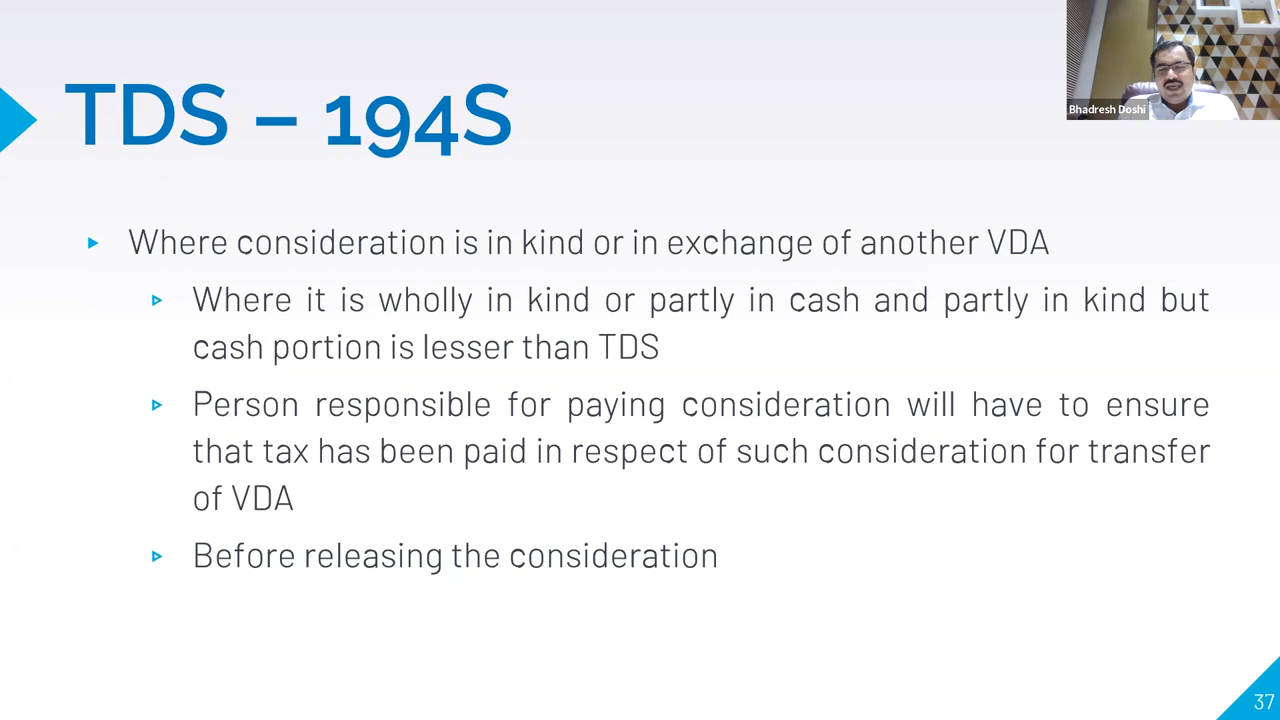 TDS – 194S
Bhadresh Doshi
Where consideration is in kind or in exchange of another VDA
Where it is wholly in kind or partly in cash and partly in kind but
cash portion is lesser than TDS
Person responsible for paying consideration will have to ensure
that tax has been paid in respect of such consideration for transfer
of VDA
Before releasing the consideration
37